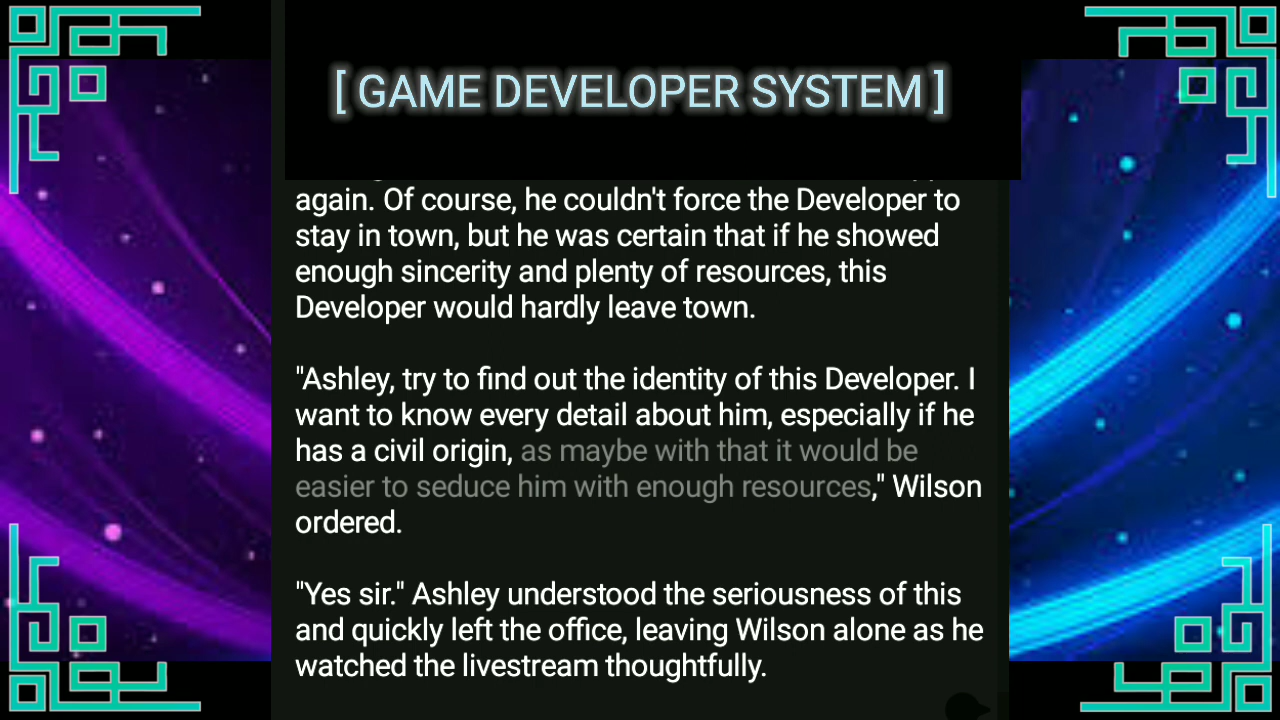 [ GAME DEVELOPER SYSTEM ]
again. Of course, he couldn't force the Developer to
stay in town, but he was certain that if he showed
enough sincerity and plenty of resources, this
Developer would hardly leave town.
"Ashley, try to find out the identity of this Developer. I
want to know every detail about him, especially if he
has a civil origin, as maybe with that it would be
easier to seduce him with enough resources," Wilson
ordered.
"Yes sir." Ashley understood the seriousness of this
and quickly left the office, leaving Wilson alone as he
watched the livestream thoughtfully.